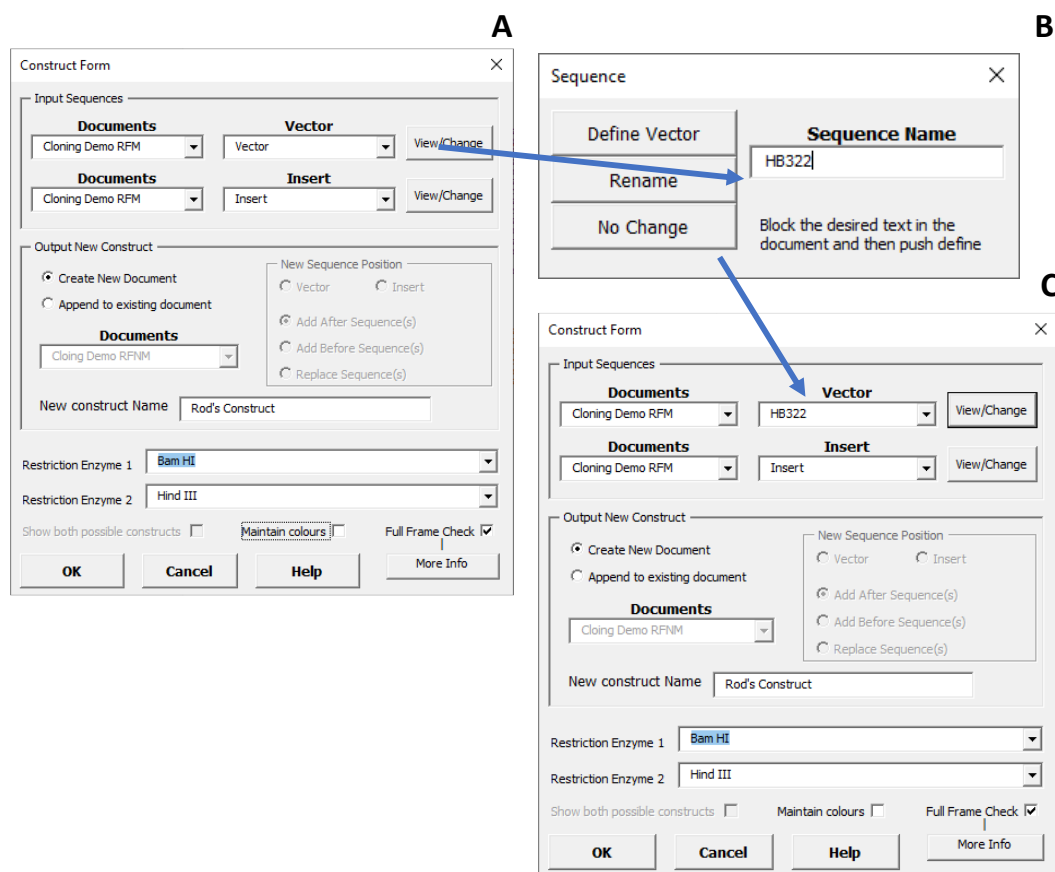 A
Construct Form
Input Sequences
Documents Vector
Cloning Demo RFM Vector View/Change
Documents Insert
Cloning Demo RFM Insert View/Change
Output New Construct
Create New Document
Append to existing document
Documents
Cloing Demo RFNM
New Sequence Position
Vector Insert
Add After Sequence(s)
Add Before Sequence(s)
Replace Sequence(s)
New construct Name Rod's Construct
Restriction Enzyme 1 Bam HI
Restriction Enzyme 2 Hind III
Show both possible constructs Maintain colours Full Frame Check
OK Cancel Help More Info
B
Sequence
Define Vector
Rename
No Change
Sequence Name
HB322
Block the desired text in the
document and then push define
C
Construct Form
Input Sequences
Documents Vector
Cloning Demo RFM HB322 View/Change
Documents Insert
Cloning Demo RFM Insert View/Change
Output New Construct
Create New Document
Append to existing document
Documents
Cloing Demo RFNM
New Sequence Position
Vector Insert
Add After Sequence(s)
Add Before Sequence(s)
Replace Sequence(s)
New construct Name Rod's Construct
Restriction Enzyme 1 Bam HI
Restriction Enzyme 2 Hind III
Show both possible constructs Maintain colours Full Frame Check
OK Cancel Help More Info